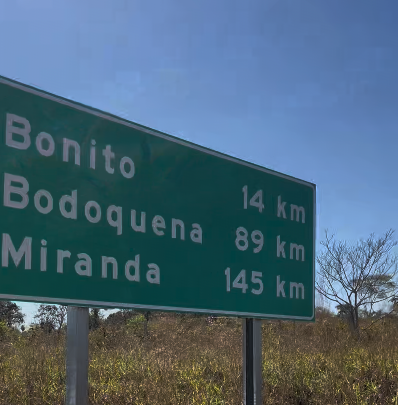 Bonito 14 km
Bodoquena 89 km
Miranda 145 km